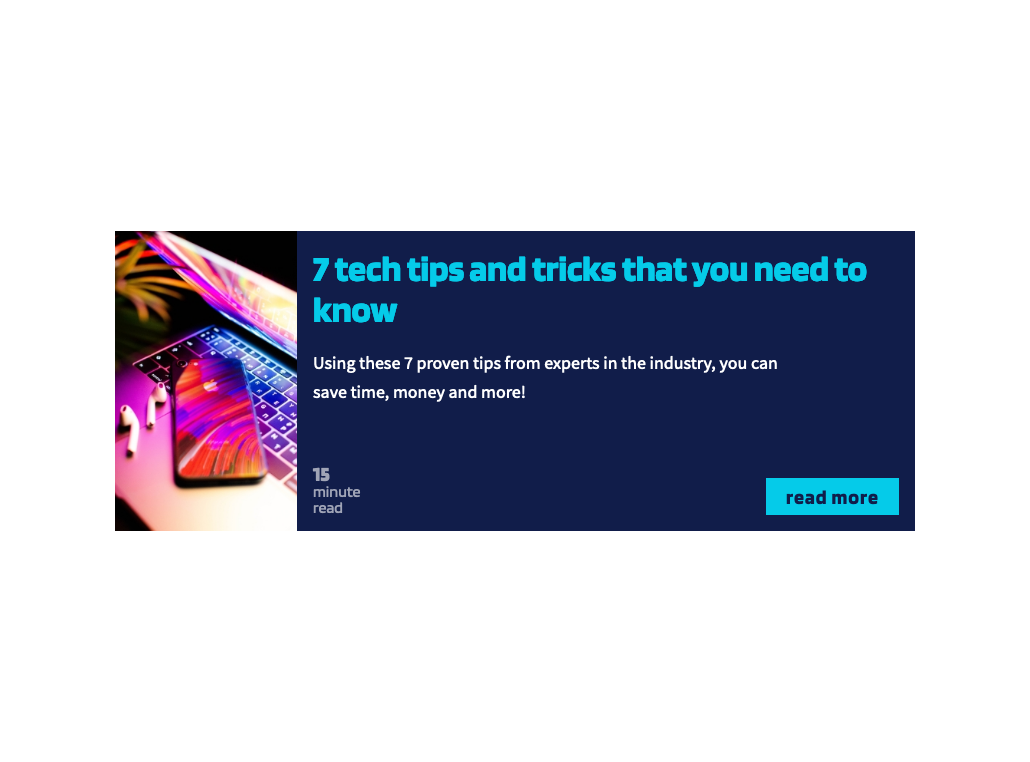 7 tech tips and tricks that you need to
know
Using these 7 proven tips from experts in the industry, you can
save time, money and more!
15
minute
read
read more